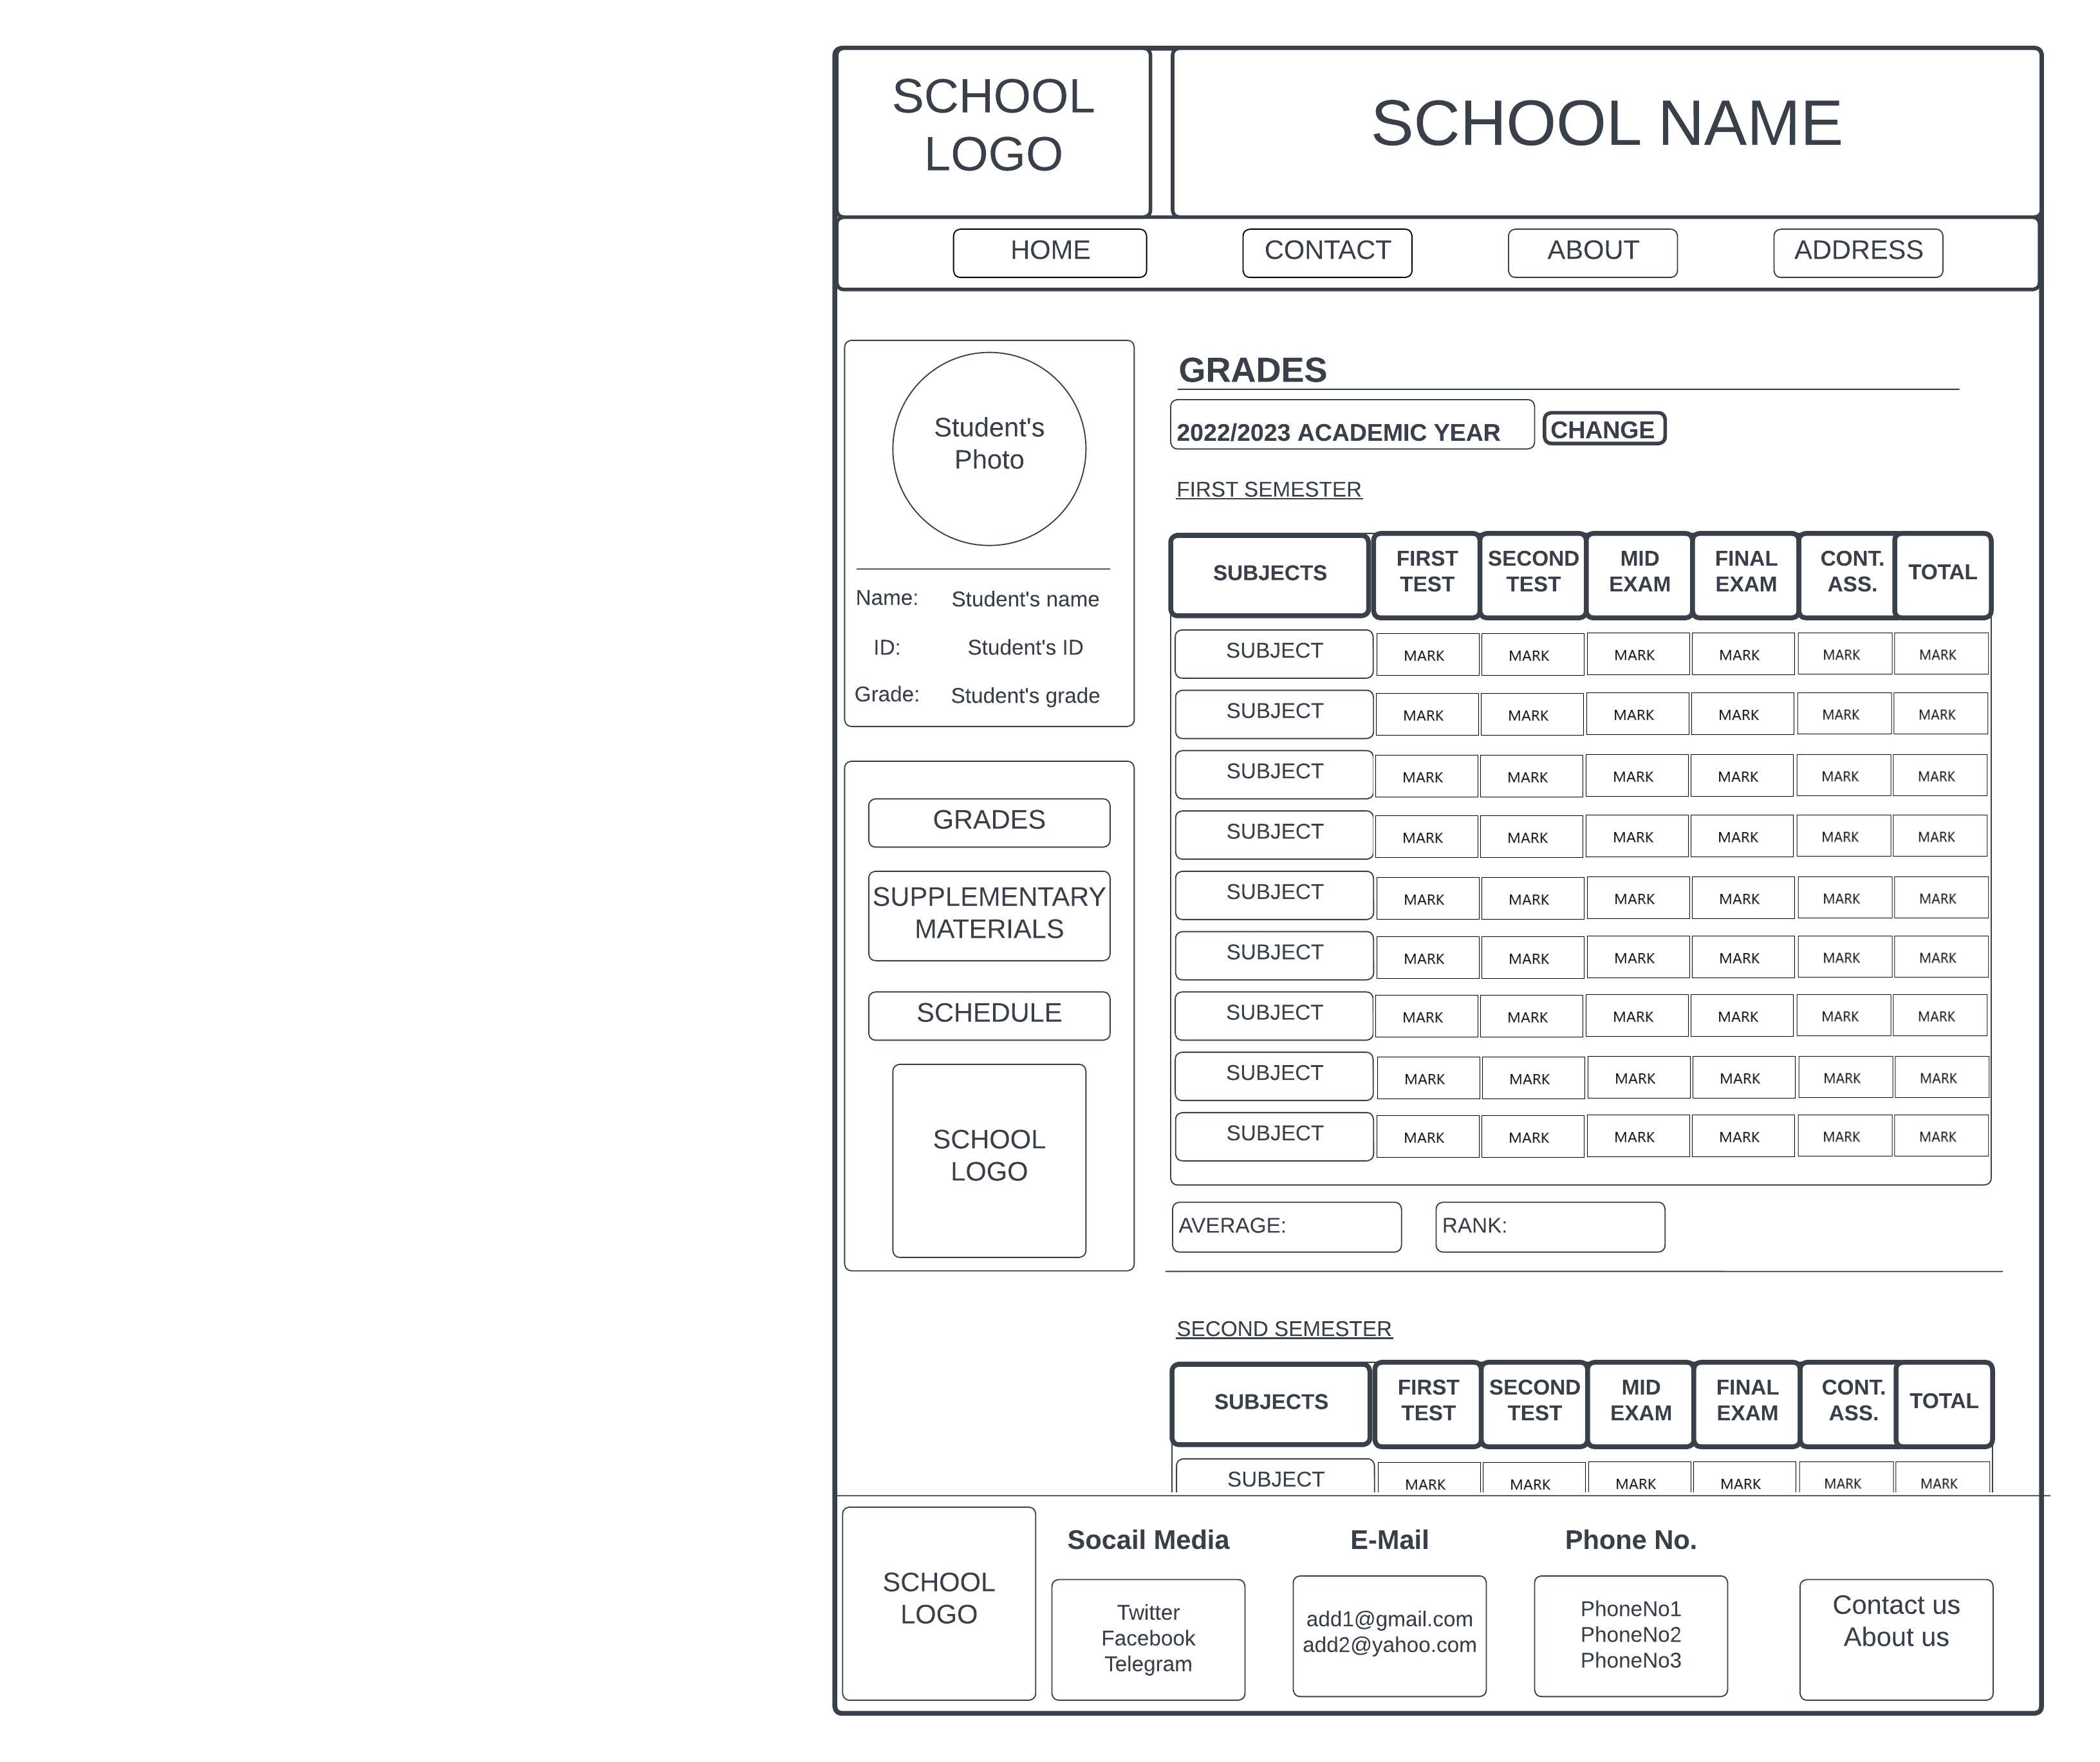 SCHOOL
LOGO
SCHOOL NAME
HOME CONTACT ABOUT ADDRESS
Student's
Photo
Name: Student's name
ID: Student's ID
Grade: Student's grade
GRADES
SUPPLEMENTARY
MATERIALS
SCHEDULE
SCHOOL
LOGO
GRADES
2022/2023 ACADEMIC YEAR CHANGE
FIRST SEMESTER
SUBJECTS FIRST TEST SECOND TEST MID EXAM FINAL EXAM CONT. ASS. TOTAL
SUBJECT MARK MARK MARK MARK MARK MARK
SUBJECT MARK MARK MARK MARK MARK MARK
SUBJECT MARK MARK MARK MARK MARK MARK
SUBJECT MARK MARK MARK MARK MARK MARK
SUBJECT MARK MARK MARK MARK MARK MARK
SUBJECT MARK MARK MARK MARK MARK MARK
SUBJECT MARK MARK MARK MARK MARK MARK
SUBJECT MARK MARK MARK MARK MARK MARK
SUBJECT MARK MARK MARK MARK MARK MARK
AVERAGE: RANK:
SECOND SEMESTER
SUBJECTS FIRST TEST SECOND TEST MID EXAM FINAL EXAM CONT. ASS. TOTAL
SUBJECT MARK MARK MARK MARK MARK MARK
SCHOOL
LOGO
Socail Media
Twitter
Facebook
Telegram
E-Mail
add1@gmail.com
add2@yahoo.com
Phone No.
PhoneNo1
PhoneNo2
PhoneNo3
Contact us
About us